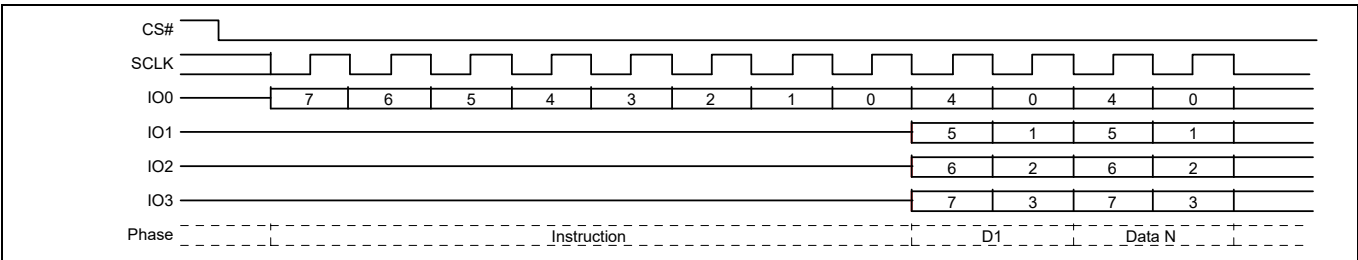 CS#
SCLK
IO0 7 6 5 4 3 2 1 0 4 0 4 0
IO1 5 1 5 1
IO2 6 2 6 2
IO3 7 3 7 3
Phase Instruction D1 Data N